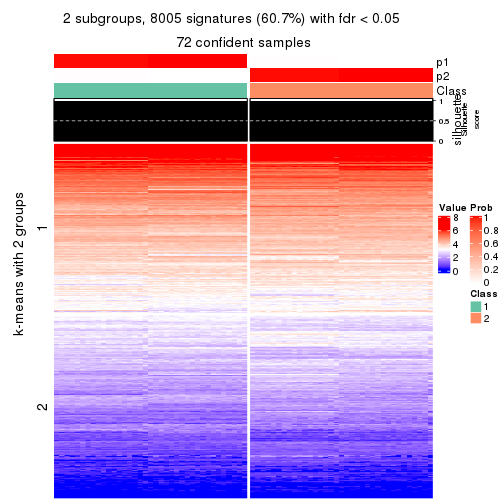 2 subgroups, 8005 signatures (60.7%) with fdr < 0.05
72 confident samples
p1
p2
Class
silhouette
Silhouette
score
1
0.5
0
k-means with 2 groups
1
2
Value
8
6
4
2
0
Prob
1
0.8
0.6
0.4
0.2
0
Class
1
2